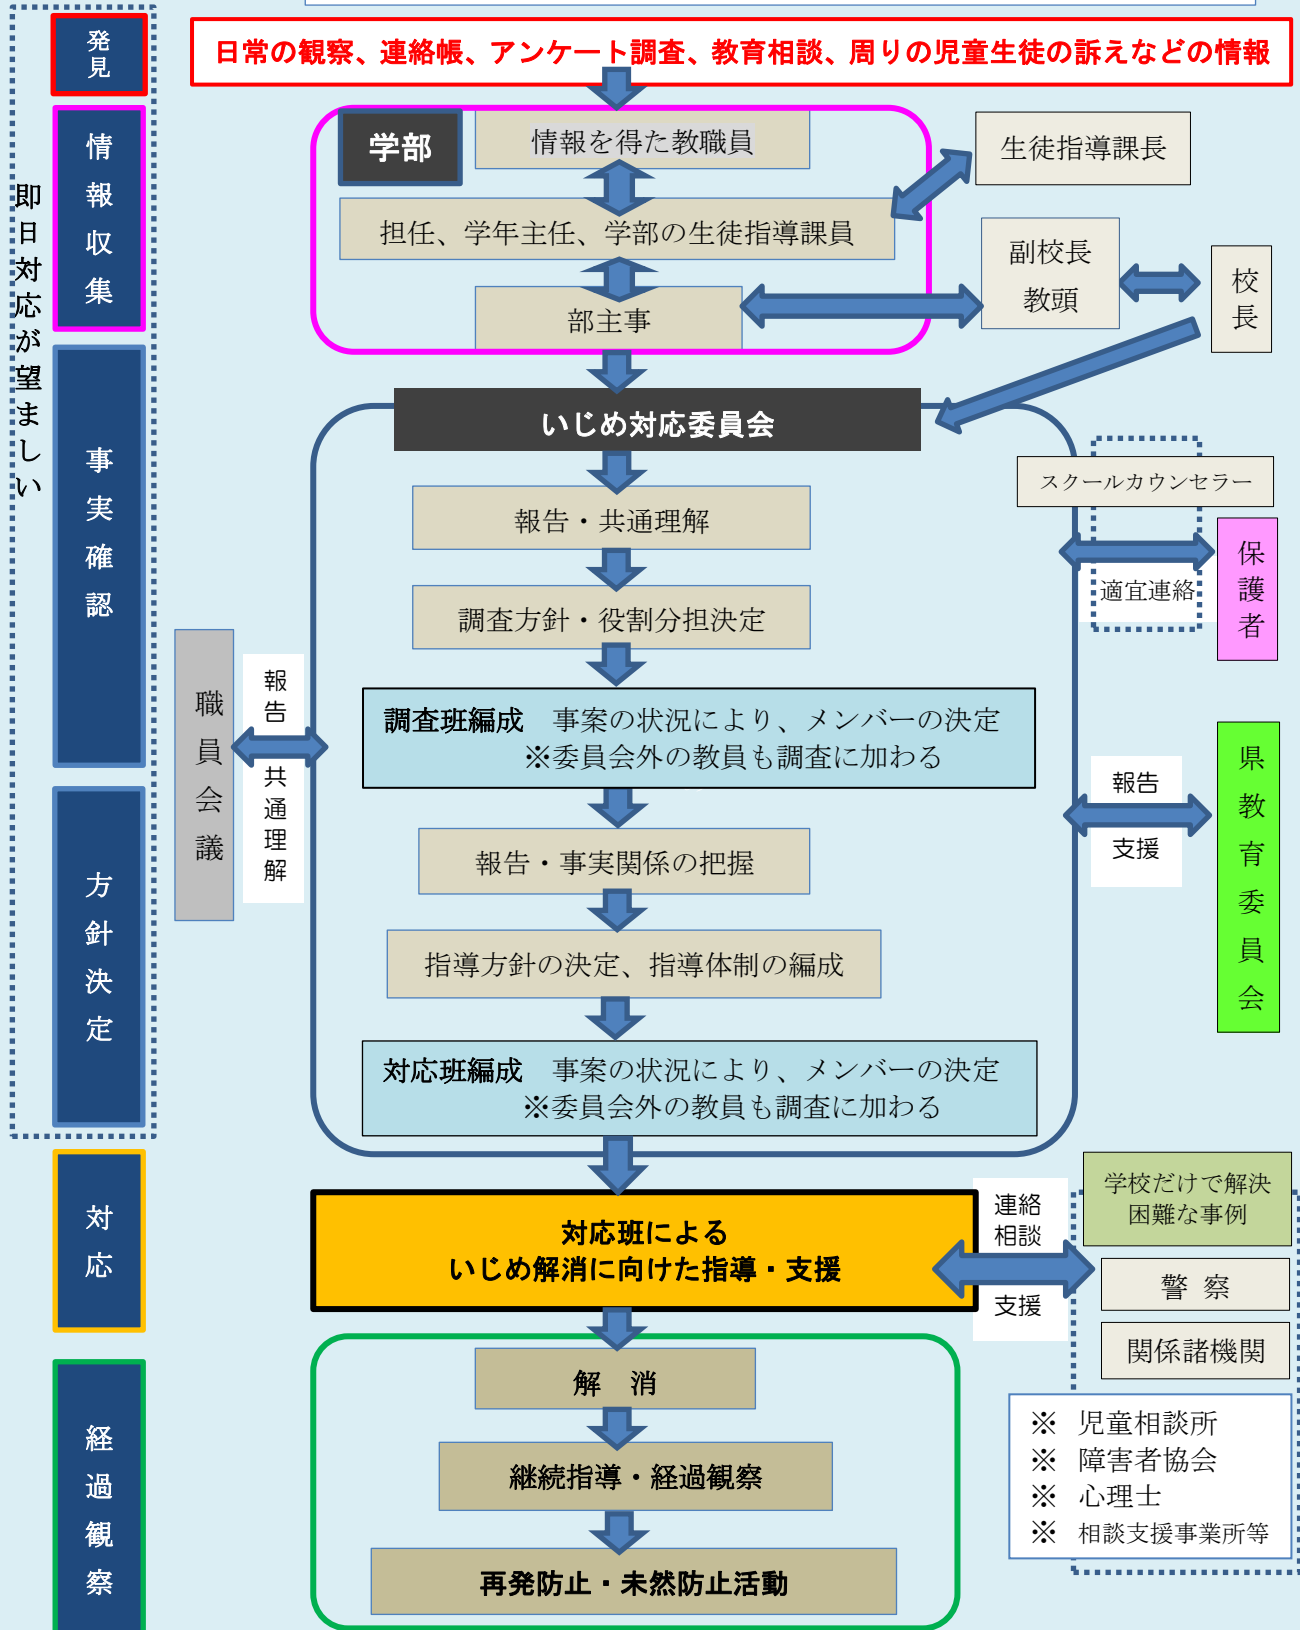 発見
日常の観察、連絡帳、アンケート調査、教育相談、周りの児童生徒の訴えなどの情報
即日対応が望ましい
情報収集
学部
情報を得た教職員
生徒指導課長
担任、学年主任、学部の生徒指導課員
副校長
教頭
校長
部主事
事実確認
いじめ対応委員会
スクールカウンセラー
報告・共通理解
保護者
適宜連絡
調査方針・役割分担決定
職員会議
報告
共通理解
調査班編成　事案の状況により、メンバーの決定
※委員会外の教員も調査に加わる
県教育委員会
報告
支援
方針決定
報告・事実関係の把握
指導方針の決定、指導体制の編成
対応班編成　事案の状況により、メンバーの決定
※委員会外の教員も調査に加わる
対応
対応班による
いじめ解消に向けた指導・支援
連絡
相談
支援
学校だけで解決
困難な事例
警 察
関係諸機関
※　児童相談所
※　障害者協会
※　心理士
※　相談支援事業所等
経過観察
解　消
継続指導・経過観察
再発防止・未然防止活動